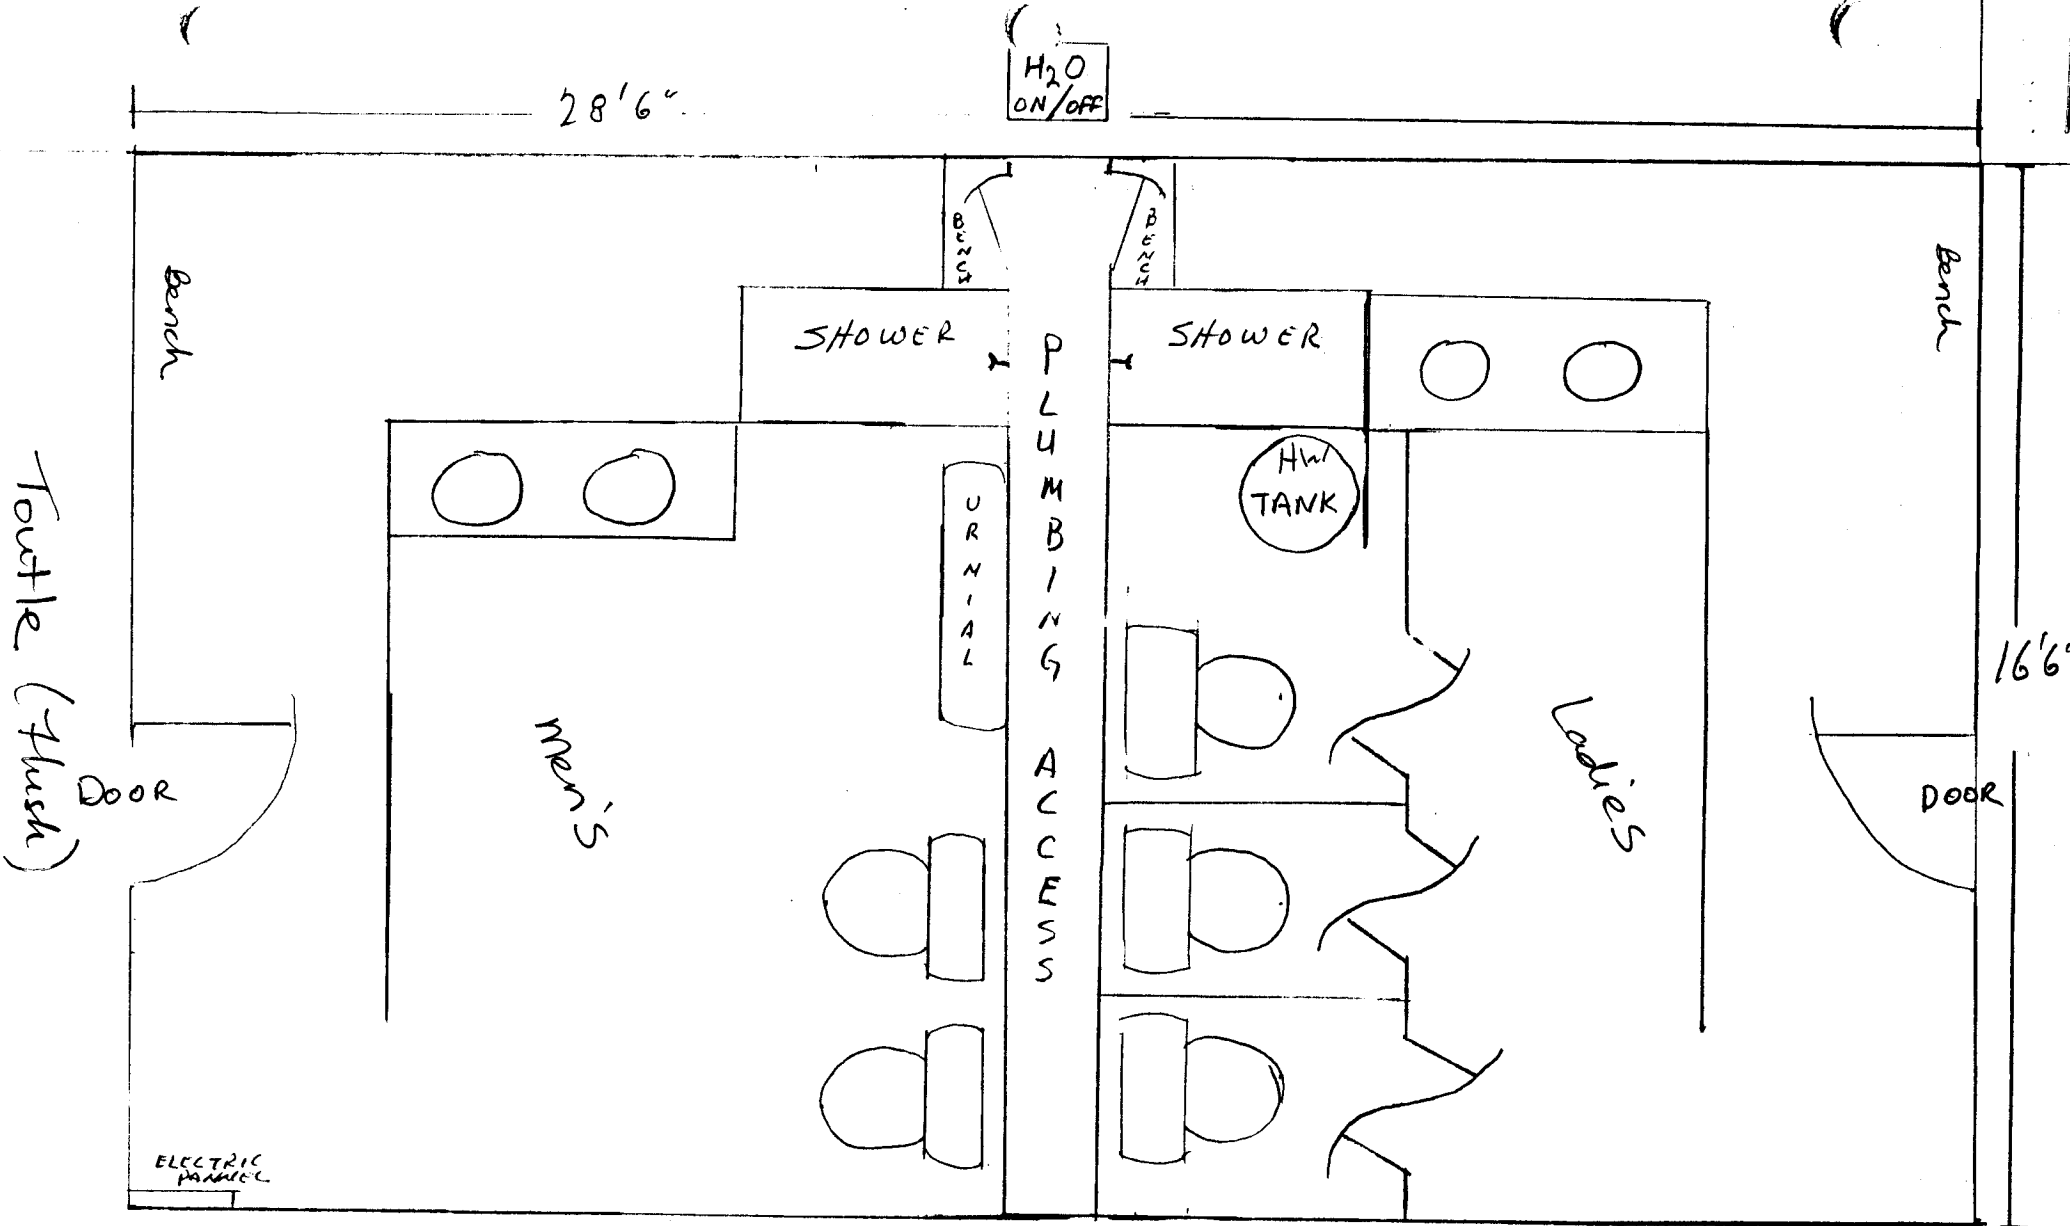 H2O
ON/OFF
28'6"
BENCH
BENCH
Bench
Bench
SHOWER
SHOWER
PLUMBING ACCESS
HW
TANK
URNIAL
Toutle (Flush)
16'6"
Men's
Ladies
DOOR
DOOR
ELECTRIC
PANNEL